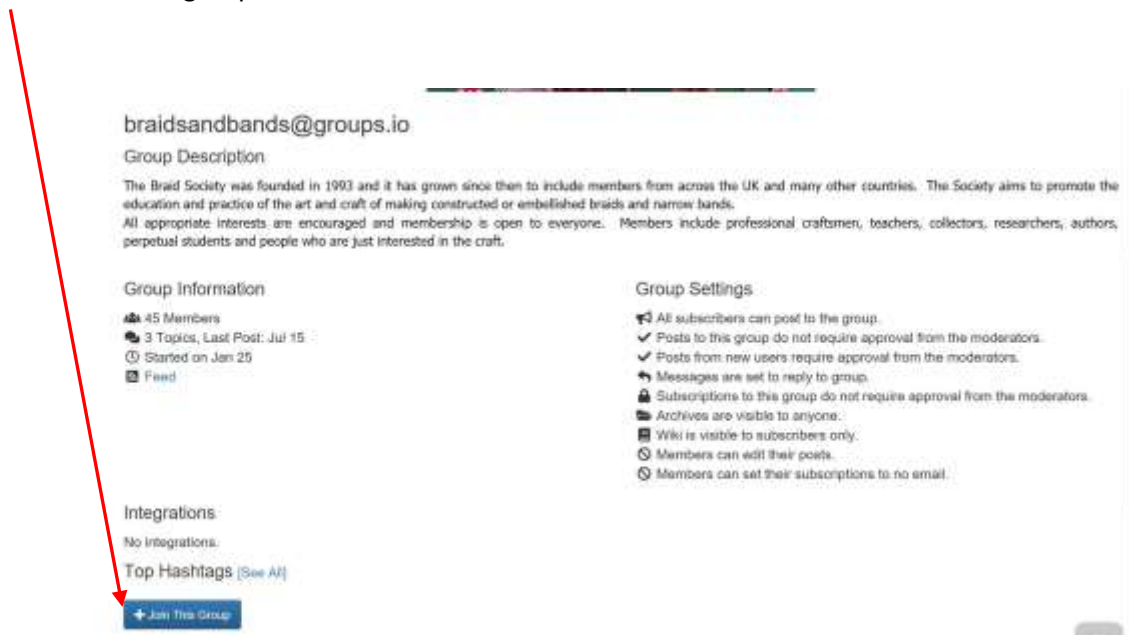 braidsandbands@groups.io
Group Description
The Braid Society was founded in 1993 and it has grown since then to include members from across the UK and many other countries. The Society aims to promote the
education and practice of the art and craft of making constructed or embellished braids and narrow bands.
All appropriate interests are encouraged and membership is open to everyone. Members include professional craftsmen, teachers, collectors, researchers, authors,
perpetual students and people who are just interested in the craft.
Group Information
45 Members
3 Topics, Last Post: Jul 15
Started on Jan 25
Feed
Group Settings
All subscribers can post to the group.
Posts to this group do not require approval from the moderators.
Posts from new users require approval from the moderators.
Messages are set to reply to group.
Subscriptions to this group do not require approval from the moderators.
Archives are visible to anyone.
Wiki is visible to subscribers only.
Members can edit their posts.
Members can set their subscriptions to no email.
Integrations
No integrations.
Top Hashtags [See All]
+ Join This Group